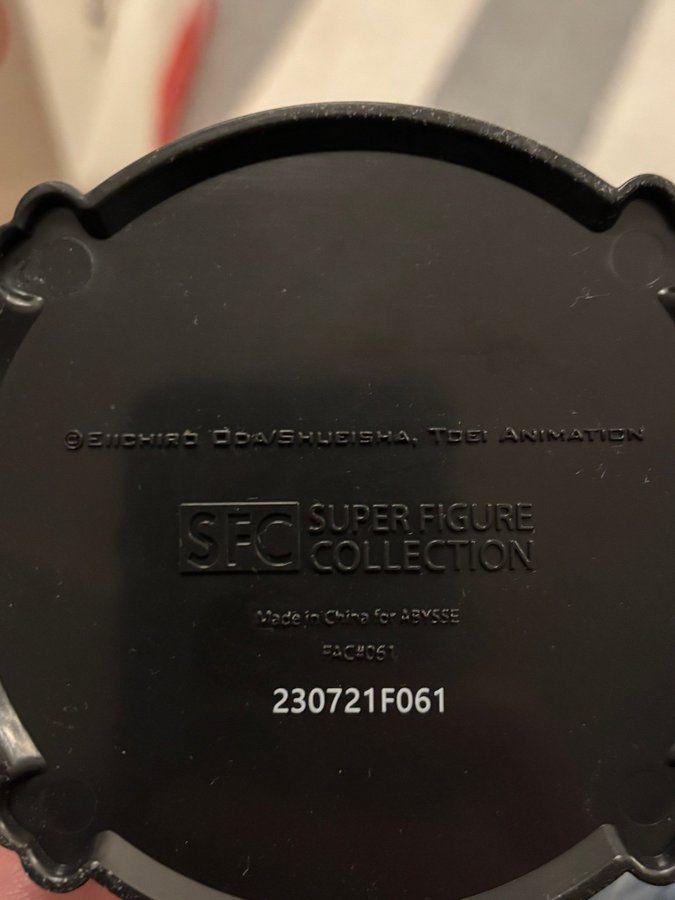 ©EIICHIRO ODA/SHUEISHA, TOEI ANIMATION
SFC SUPER FIGURE
COLLECTION
Made in China for ABYSSE
FAC#061
230721F061